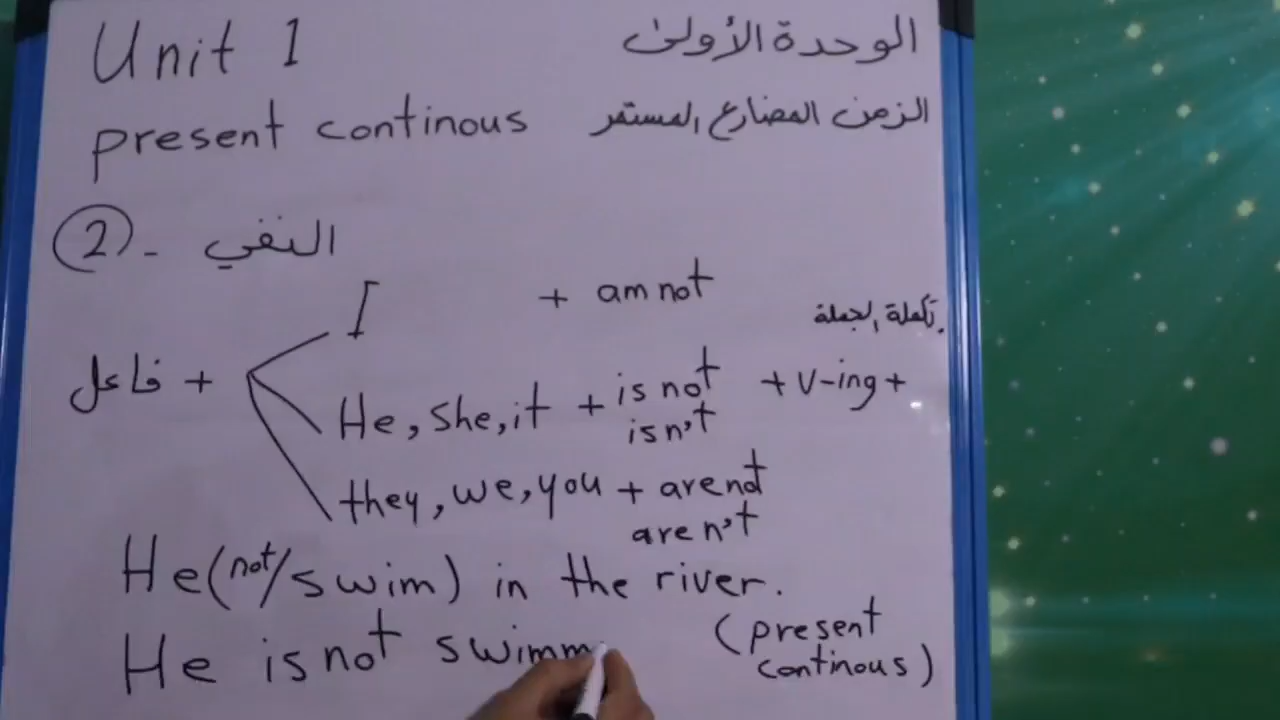 Unit 1 الوحدة الأولى
present continous الزمن المضارع المستمر
2 - النفي
I + am not
تكملة الجملة.
فاعل +
He, she, it + is not + v-ing +
isn't
they, we, you + are not
aren't
He (not/swim) in the river.
(present continous)
He is not swimm